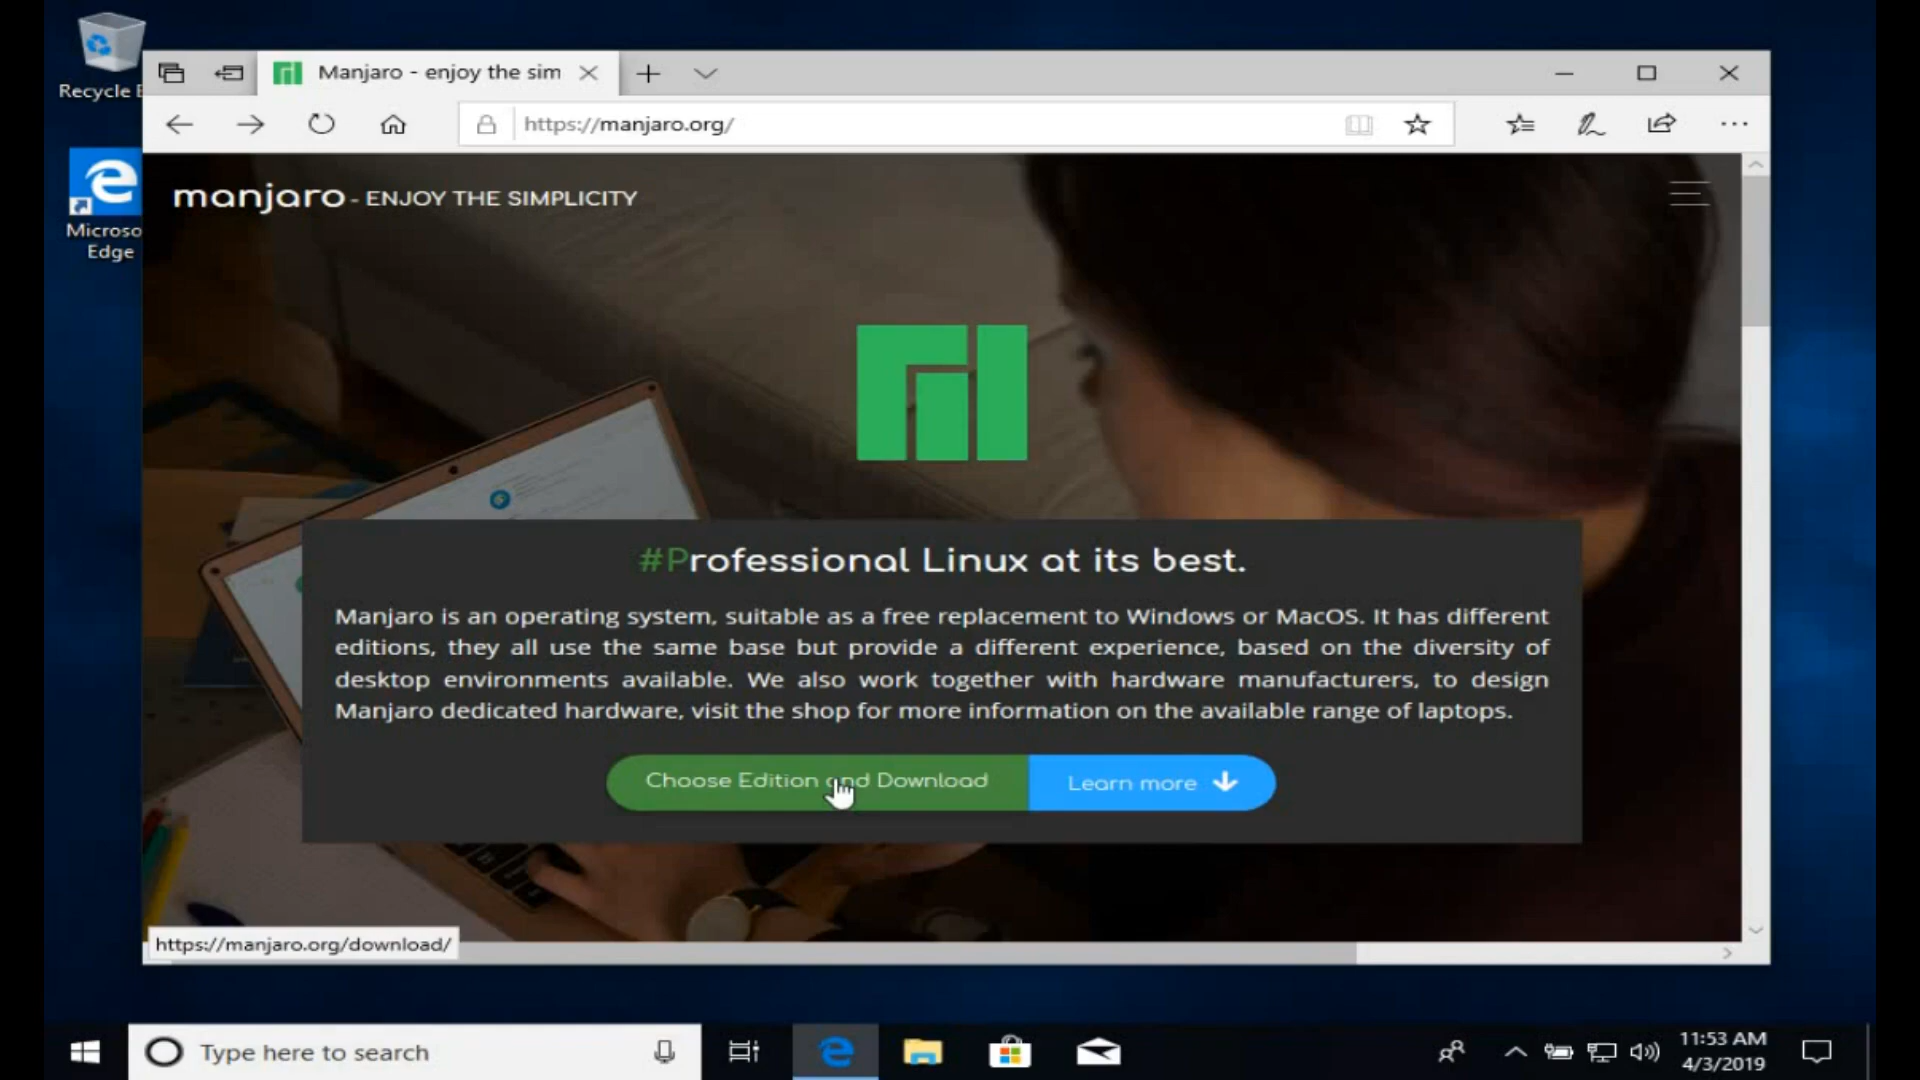 Recycle
Manjaro - enjoy the sim
https://manjaro.org/
manjaro - ENJOY THE SIMPLICITY
Microso
Edge
#Professional Linux at its best.
Manjaro is an operating system, suitable as a free replacement to Windows or MacOS. It has different
editions, they all use the same base but provide a different experience, based on the diversity of
desktop environments available. We also work together with hardware manufacturers, to design
Manjaro dedicated hardware, visit the shop for more information on the available range of laptops.
Choose Edition and Download
Learn more
https://manjaro.org/download/
Type here to search
11:53 AM
4/3/2019